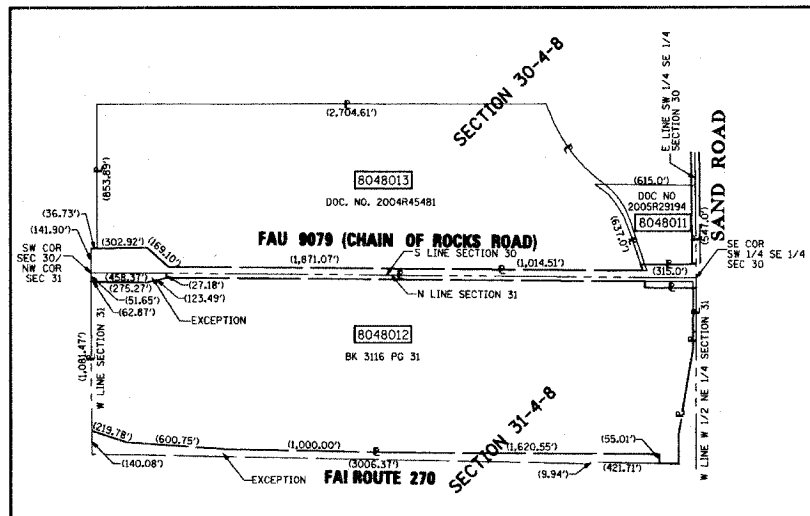 SECTION 30-4-8
E LINE SW 1/4 SE 1/4
SECTION 30
SAND ROAD
(2,704.61')
(853.89')
8048013
DOC. NO. 2004R45481
(615.0')
DOC NO
2005R29194
8048011
(547.0')
(637.0')
(36.73')
(141.90')
(302.92')
(169.10')
FAU 9079 (CHAIN OF ROCKS ROAD)
S LINE SECTION 30
(1,871.07')
(1,014.51')
SW COR
SEC 30/
NW COR
SEC 31
SE COR
SW 1/4 SE 1/4
SEC 30
(315.0')
(458.37')
(275.27')
(51.65')
(62.87')
(27.18')
(123.49')
EXCEPTION
N LINE SECTION 31
8048012
BK 3116 PG 31
(1,081.47')
W LINE SECTION 31
W LINE W 1/2 NE 1/4 SECTION 31
SECTION 31-4-8
(219.78')
(600.75')
(1,000.00')
(1,620.55')
(55.01')
(140.08')
EXCEPTION
(3006.37')
FAI ROUTE 270
(9.94')
(421.71')